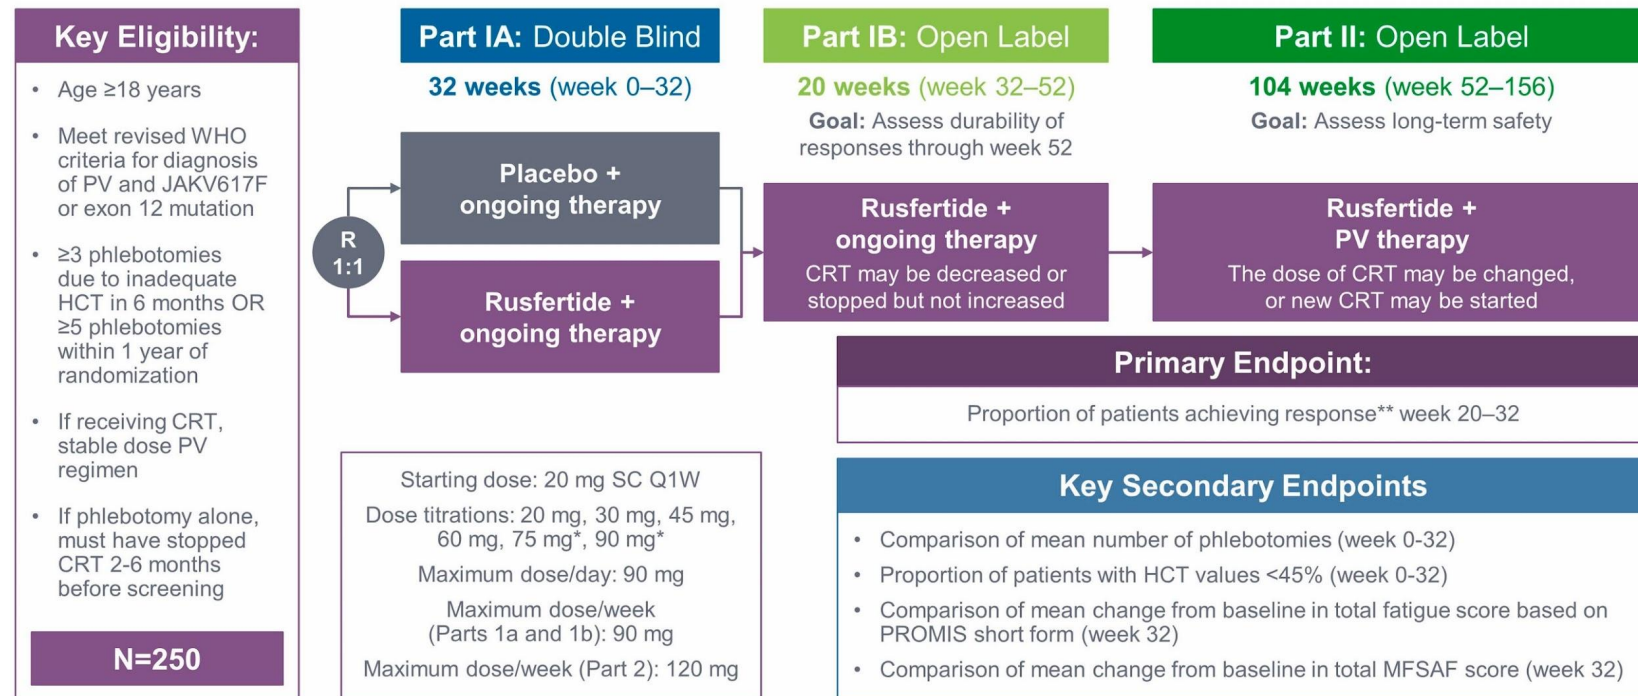 Key Eligibility:
• Age ≥18 years
• Meet revised WHO
criteria for diagnosis
of PV and JAKV617F
or exon 12 mutation
• ≥3 phlebotomies
due to inadequate
HCT in 6 months OR
≥5 phlebotomies
within 1 year of
randomization
• If receiving CRT,
stable dose PV
regimen
• If phlebotomy alone,
must have stopped
CRT 2-6 months
before screening
N=250
R
1:1
Part IA: Double Blind
32 weeks (week 0–32)
Placebo +
ongoing therapy
Rusfertide +
ongoing therapy
Part IB: Open Label
20 weeks (week 32–52)
Goal: Assess durability of
responses through week 52
Rusfertide +
ongoing therapy
CRT may be decreased or
stopped but not increased
Part II: Open Label
104 weeks (week 52–156)
Goal: Assess long-term safety
Rusfertide +
PV therapy
The dose of CRT may be changed,
or new CRT may be started
Starting dose: 20 mg SC Q1W
Dose titrations: 20 mg, 30 mg, 45 mg,
60 mg, 75 mg*, 90 mg*
Maximum dose/day: 90 mg
Maximum dose/week
(Parts 1a and 1b): 90 mg
Maximum dose/week (Part 2): 120 mg
Primary Endpoint:
Proportion of patients achieving response** week 20–32
Key Secondary Endpoints
• Comparison of mean number of phlebotomies (week 0-32)
• Proportion of patients with HCT values <45% (week 0-32)
• Comparison of mean change from baseline in total fatigue score based on
PROMIS short form (week 32)
• Comparison of mean change from baseline in total MFSAF score (week 32)